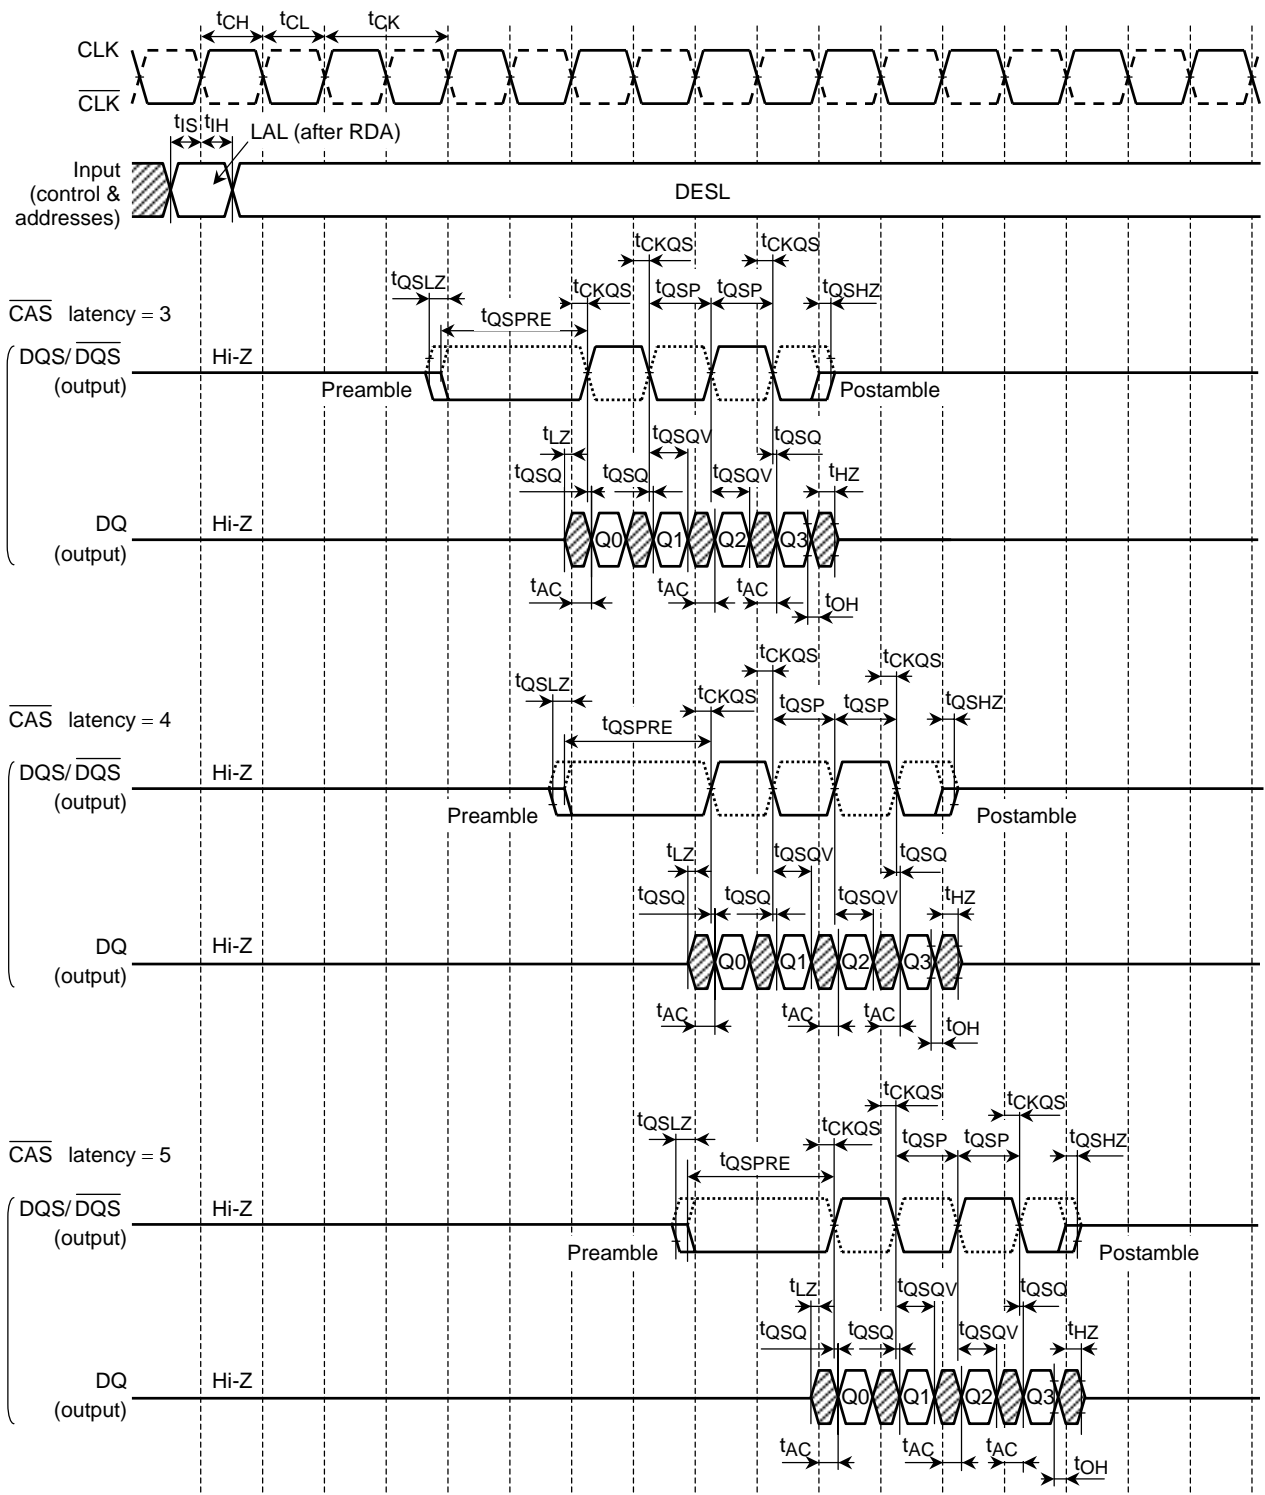 tCH tCL tCK
CLK
CLK
tIS tIH LAL (after RDA)
Input
(control &
addresses)
DESL
tCKQS tCKQS
tQSLZ tCKQS tQSP tQSP tQSHZ
CAS latency = 3
tQSPRE
DQS/DQS
(output)
Hi-Z
Preamble
Postamble
tLZ tQSQV tQSQ
tQSQ tQSQ tQSQV tHZ
DQ
(output)
Hi-Z
Q0 Q1 Q2 Q3
tAC tAC tAC tOH
tCKQS tCKQS
tQSLZ tCKQS tQSP tQSP tQSHZ
CAS latency = 4
tQSPRE
DQS/DQS
(output)
Hi-Z
Preamble
Postamble
tLZ tQSQV tQSQ
tQSQ tQSQ tQSQV tHZ
DQ
(output)
Hi-Z
Q0 Q1 Q2 Q3
tAC tAC tAC tOH
tCKQS tCKQS
tQSLZ tCKQS tQSP tQSP tQSHZ
CAS latency = 5
tQSPRE
DQS/DQS
(output)
Hi-Z
Preamble
Postamble
tLZ tQSQV tQSQ
tQSQ tQSQ tQSQV tHZ
DQ
(output)
Hi-Z
Q0 Q1 Q2 Q3
tAC tAC tAC tOH